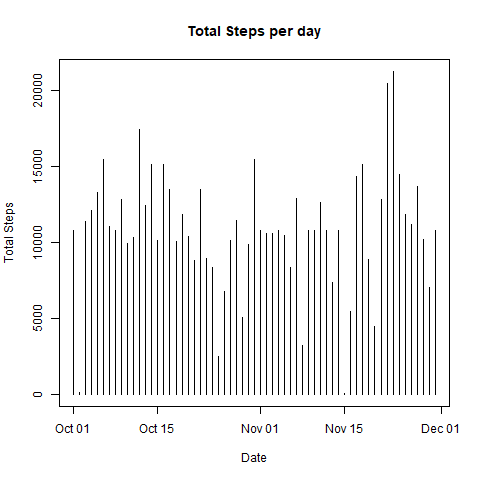 Total Steps per day
Total Steps
20000
15000
10000
5000
0
Oct 01 Oct 15 Nov 01 Nov 15 Dec 01
Date